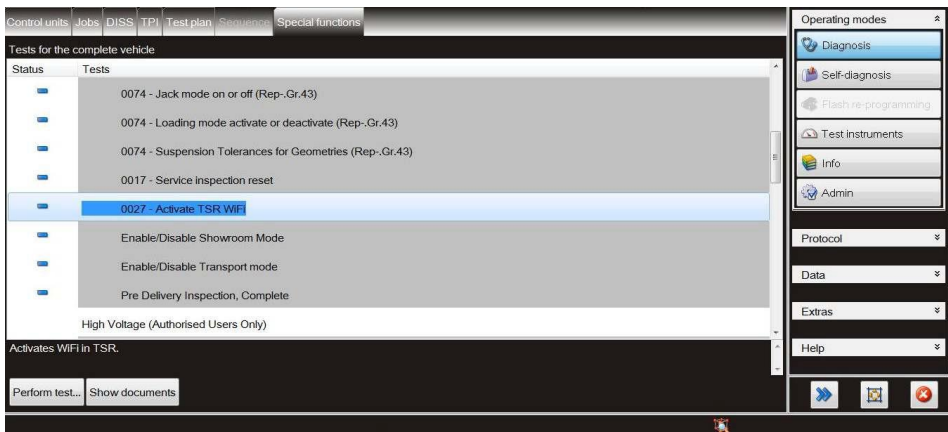 Control units Jobs DISS TPI Test plan Sequence Special functions
Tests for the complete vehicle
Status Tests
0074 - Jack mode on or off (Rep-.Gr.43)
0074 - Loading mode activate or deactivate (Rep-.Gr.43)
0074 - Suspension Tolerances for Geometries (Rep-.Gr.43)
0017 - Service inspection reset
0027 - Activate TSR WiFi
Enable/Disable Showroom Mode
Enable/Disable Transport mode
Pre Delivery Inspection, Complete
High Voltage (Authorised Users Only)
Activates WiFi in TSR.
Perform test... Show documents
Operating modes
Diagnosis
Self-diagnosis
Flash re-programming
Test instruments
Info
Admin
Protocol
Data
Extras
Help